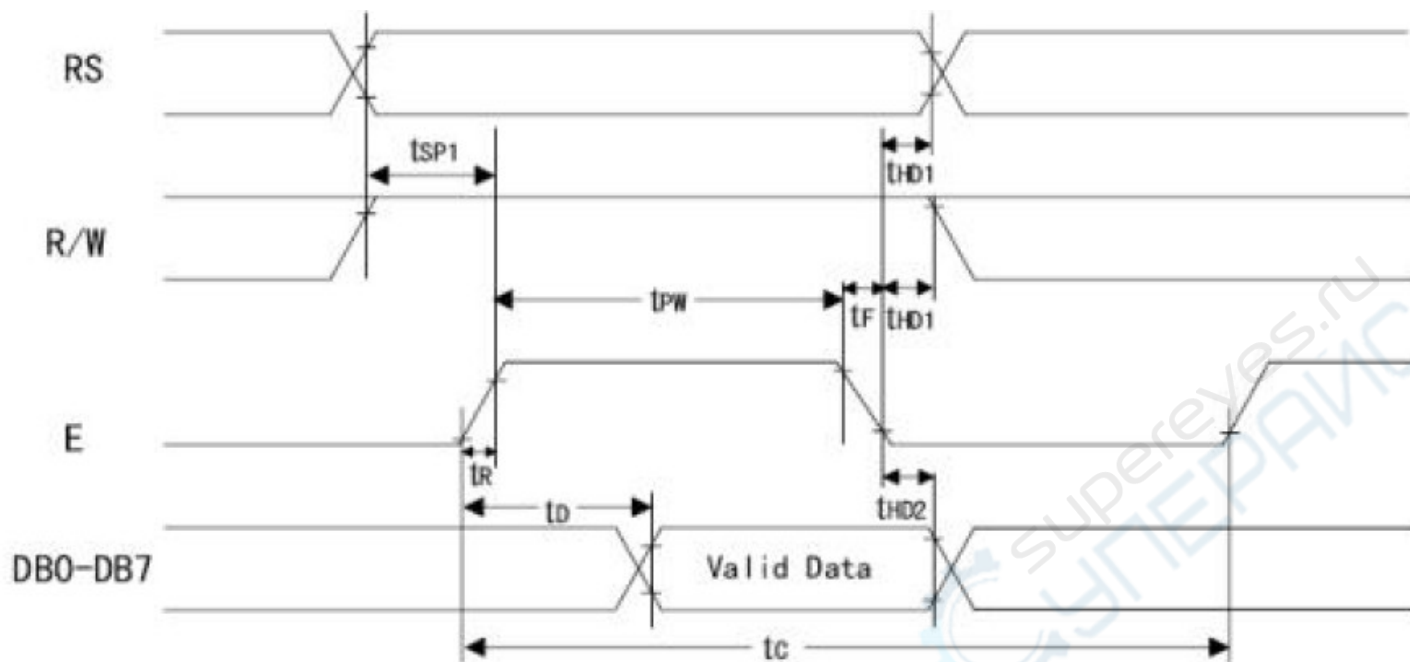 RS
tSP1
tHD1
R/W
tPW
tF
tHD1
E
tR
tD
tHD2
DB0-DB7
Valid Data
tC
supereyes.ru
СУПЕРАЙС